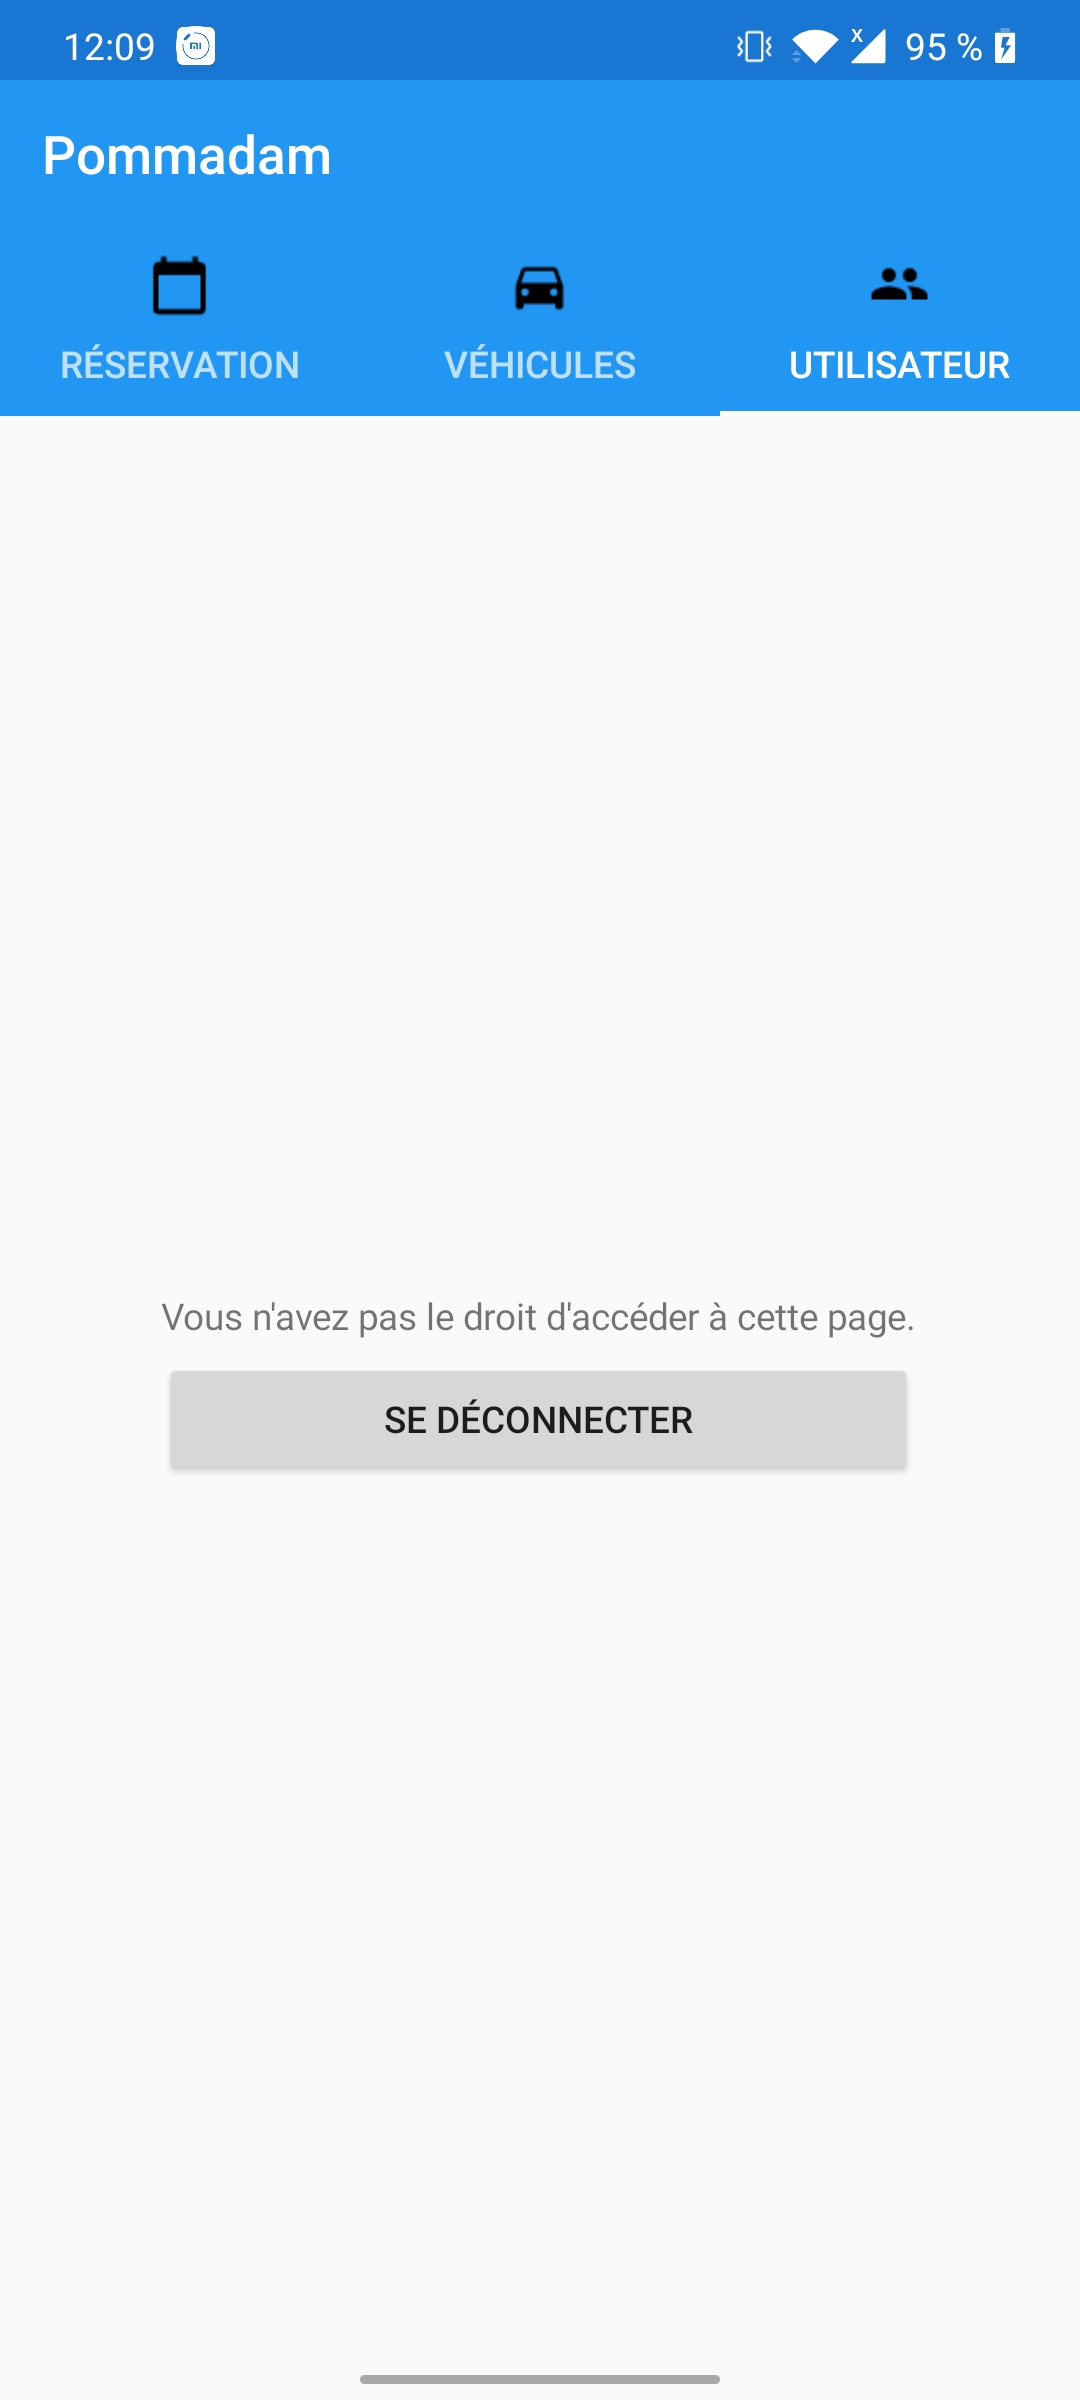 12:09
95 %
Pommadam
RÉSERVATION
VÉHICULES
UTILISATEUR
Vous n'avez pas le droit d'accéder à cette page.
SE DÉCONNECTER